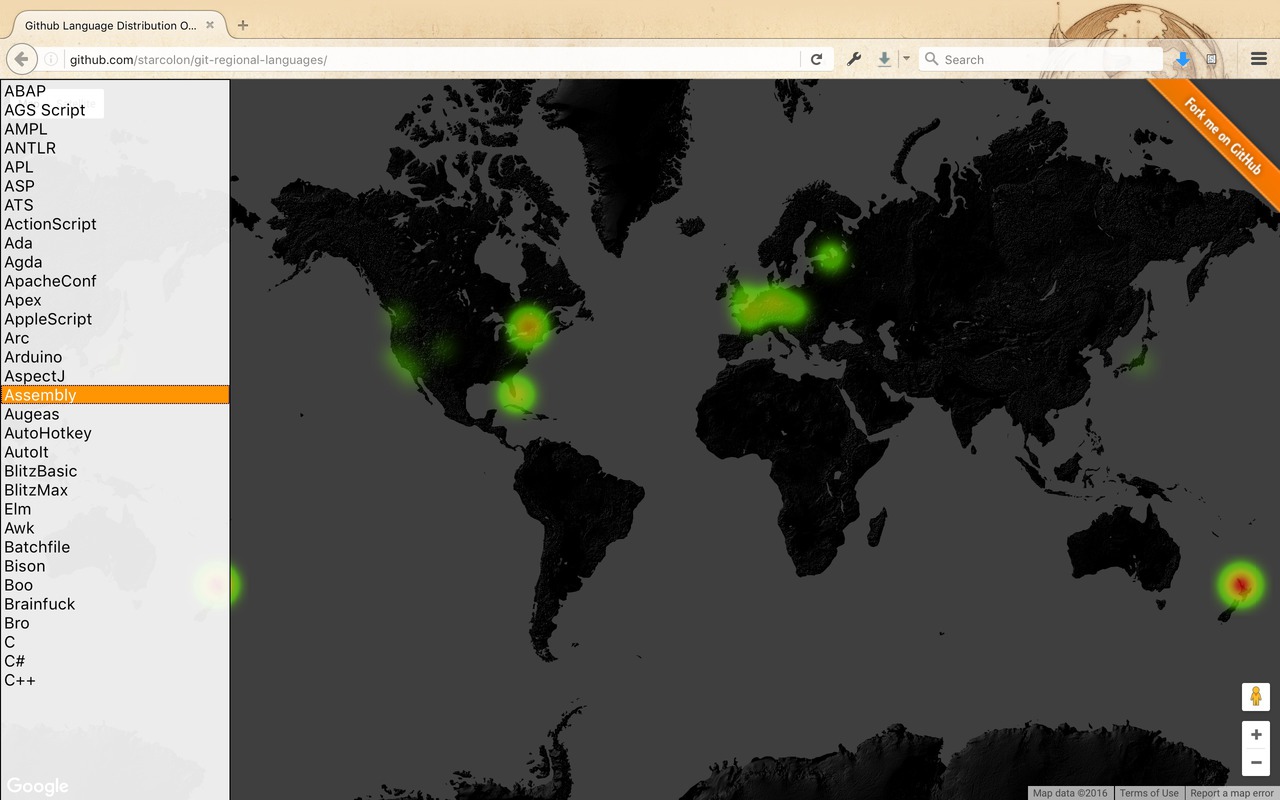 Github Language Distribution O...
github.com/starcolon/git-regional-languages/
Search
ABAP
AGS Script
AMPL
ANTLR
APL
ASP
ATS
ActionScript
Ada
Agda
ApacheConf
Apex
AppleScript
Arc
Arduino
AspectJ
Assembly
Augeas
AutoHotkey
AutoIt
BlitzBasic
BlitzMax
Elm
Awk
Batchfile
Bison
Boo
Brainfuck
Bro
C
C#
C++
Fork me on GitHub
Google
Map data ©2016
Terms of Use
Report a map error